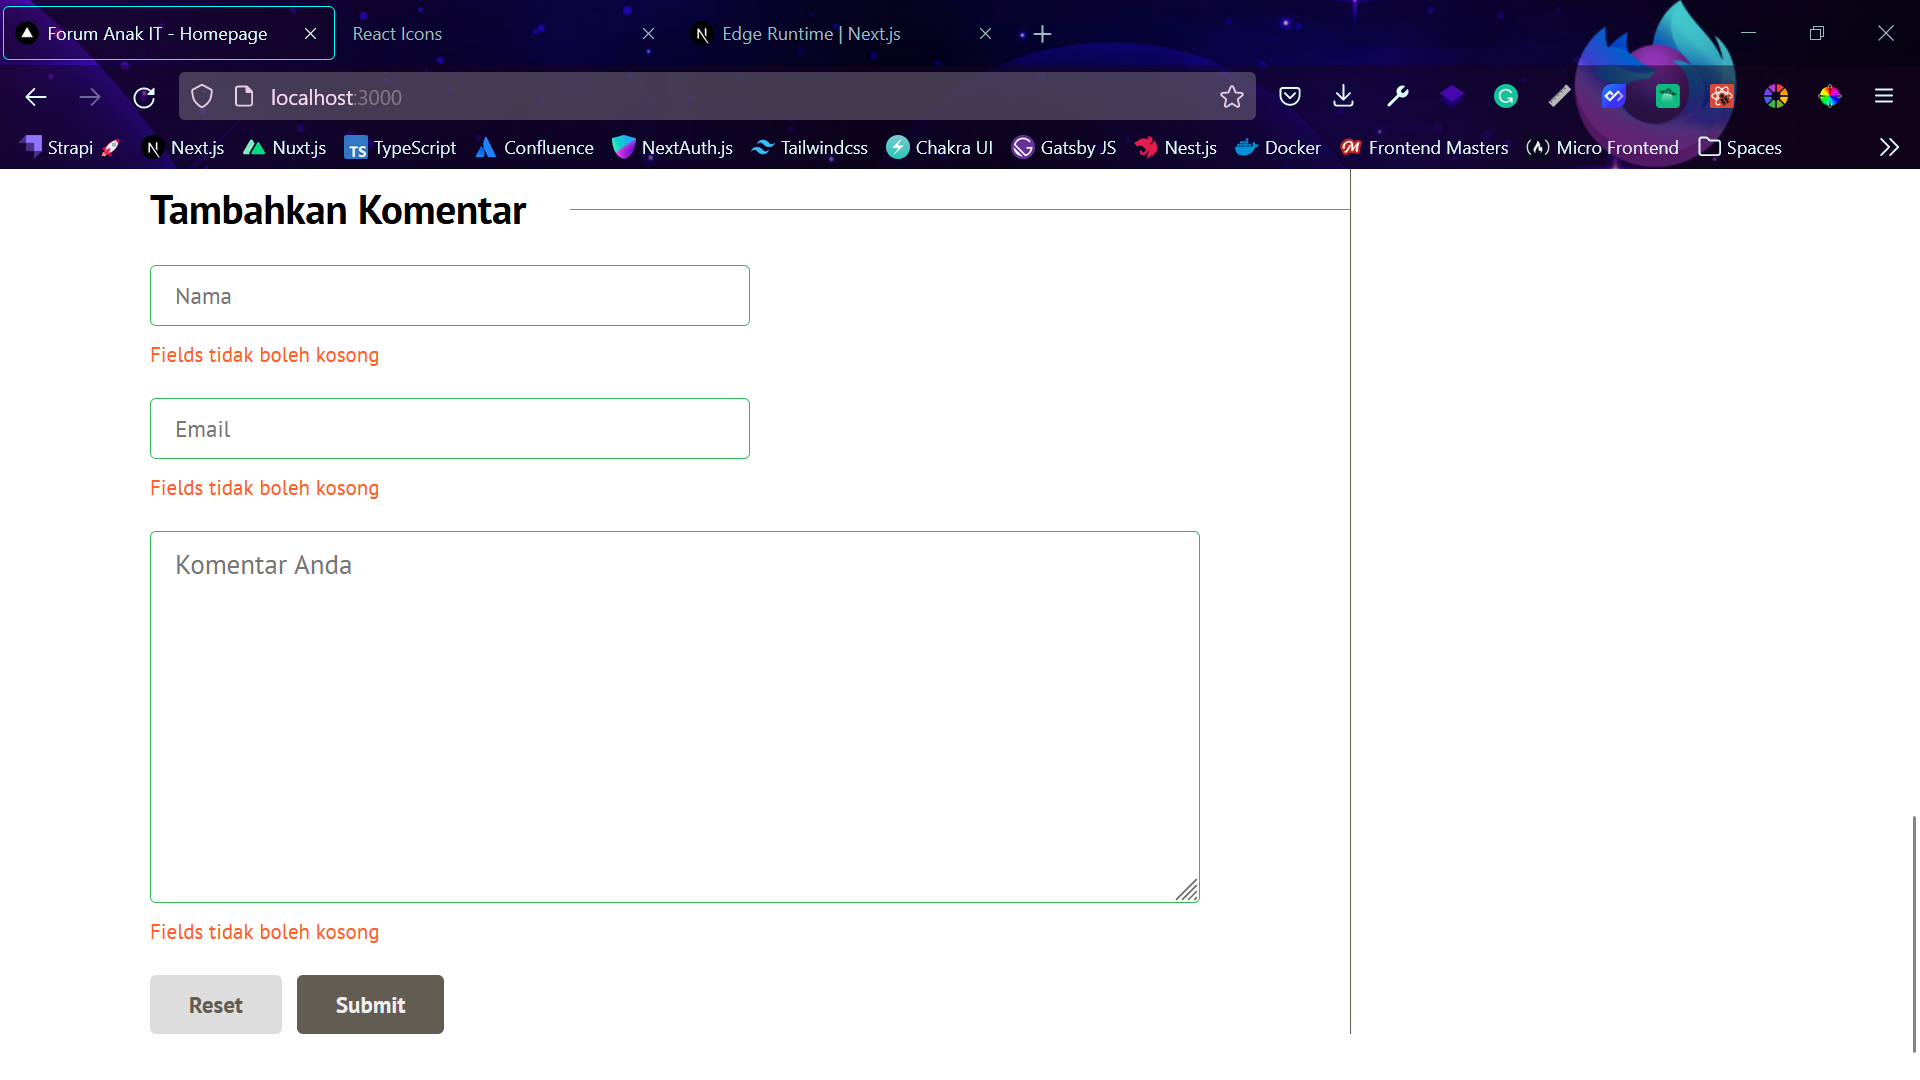 Forum Anak IT - Homepage
React Icons
Edge Runtime | Next.js
localhost:3000
Strapi 🚀
Next.js
Nuxt.js
TypeScript
Confluence
NextAuth.js
Tailwindcss
Chakra UI
Gatsby JS
Nest.js
Docker
Frontend Masters
Micro Frontend
Spaces
Tambahkan Komentar
Nama
Fields tidak boleh kosong
Email
Fields tidak boleh kosong
Komentar Anda
Fields tidak boleh kosong
Reset
Submit